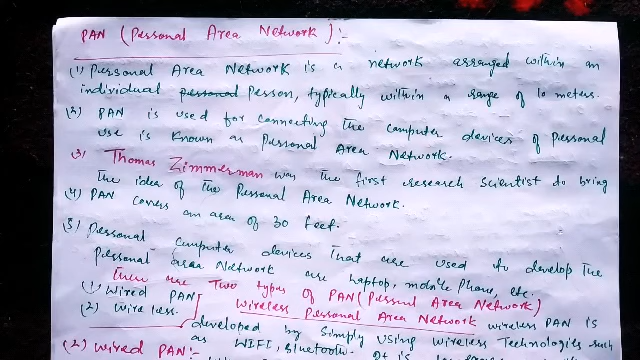 PAN (Personal Area Network):-
(1) Personal Area Network is a network arranged within an
individual personal Person, typically within a range of 10 meters.
(2) PAN is used for connecting the computer devices of personal
use is known as Personal Area Network.
(3) Thomas Zimmerman was the first research scientist to bring
the idea of the Personal Area Network.
(4) PAN covers an area of 30 feet.
(5) Personal computer devices that are used to develop the
personal area Network are laptop, mobile phone, etc.
There are Two types of PAN (Personal Area Network)
(1) Wired PAN
(2) Wireless.
Wireless Personal Area Network wireless PAN is
developed by simply using wireless Technologies such
as WIFI, Bluetooth. It is
(2) Wired PAN:-